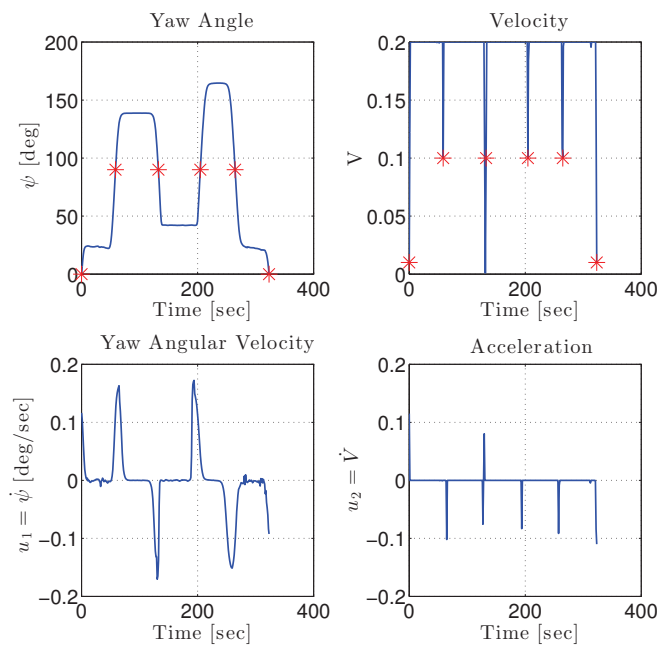 Yaw Angle
200
150
100
50
0
ψ [deg]
0
200
400
Time [sec]
Velocity
0.2
0.15
0.1
0.05
0
V
0
200
400
Time [sec]
Yaw Angular Velocity
0.2
0.1
0
−0.1
−0.2
u₁ = ψ̇ [deg/sec]
0
200
400
Time [sec]
Acceleration
0.2
0.1
0
−0.1
−0.2
u₂ = V̇
0
200
400
Time [sec]